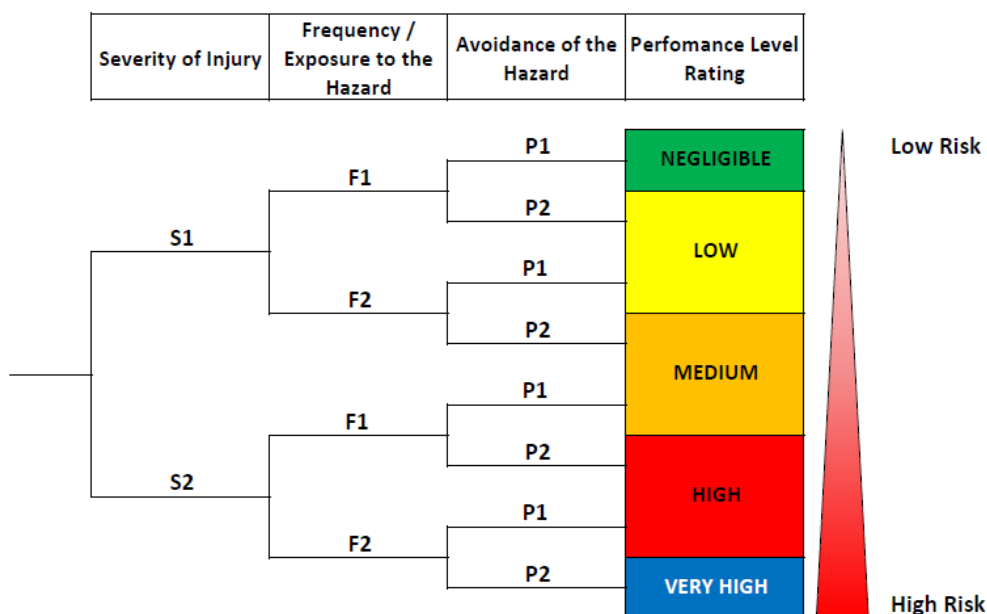 Severity of Injury
Frequency /
Exposure to the
Hazard
Avoidance of the
Hazard
Perfomance Level
Rating
P1
NEGLIGIBLE
Low Risk
F1
P2
S1
LOW
P1
F2
P2
MEDIUM
P1
F1
P2
S2
HIGH
P1
F2
P2
VERY HIGH
High Risk